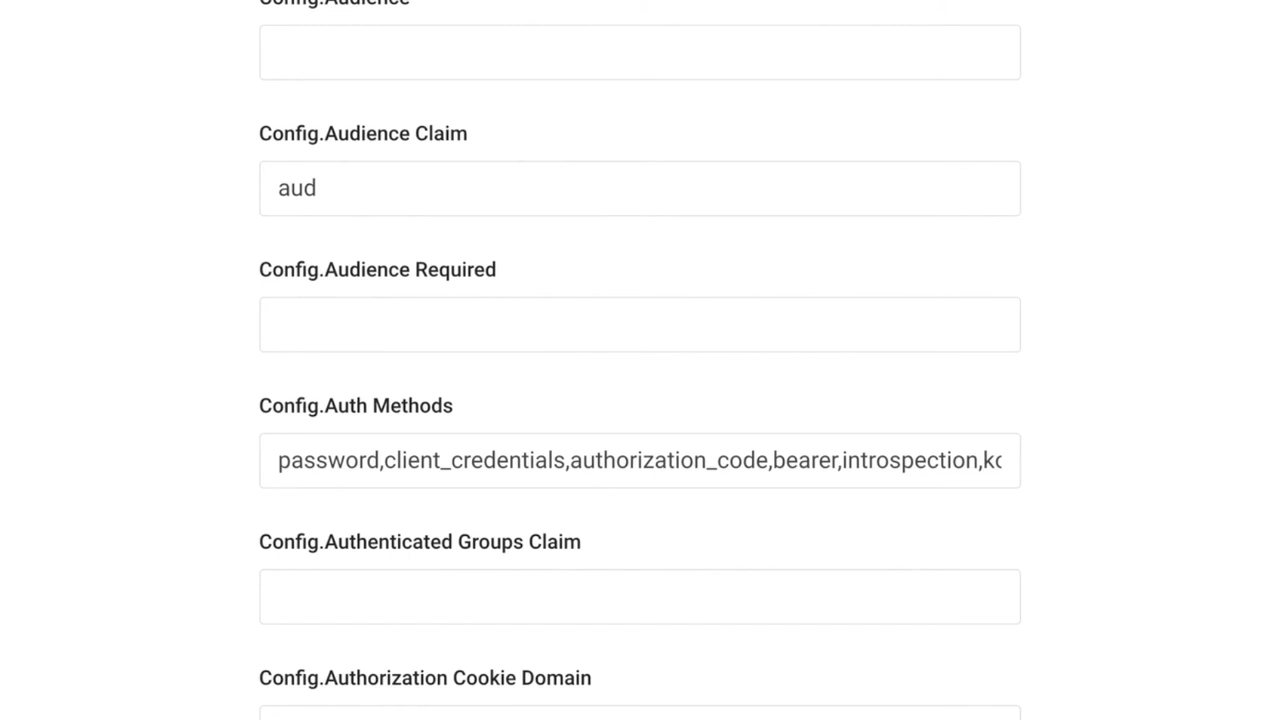 Config.Audience
Config.Audience Claim
aud
Config.Audience Required
Config.Auth Methods
password,client_credentials,authorization_code,bearer,introspection,
Config.Authenticated Groups Claim
Config.Authorization Cookie Domain